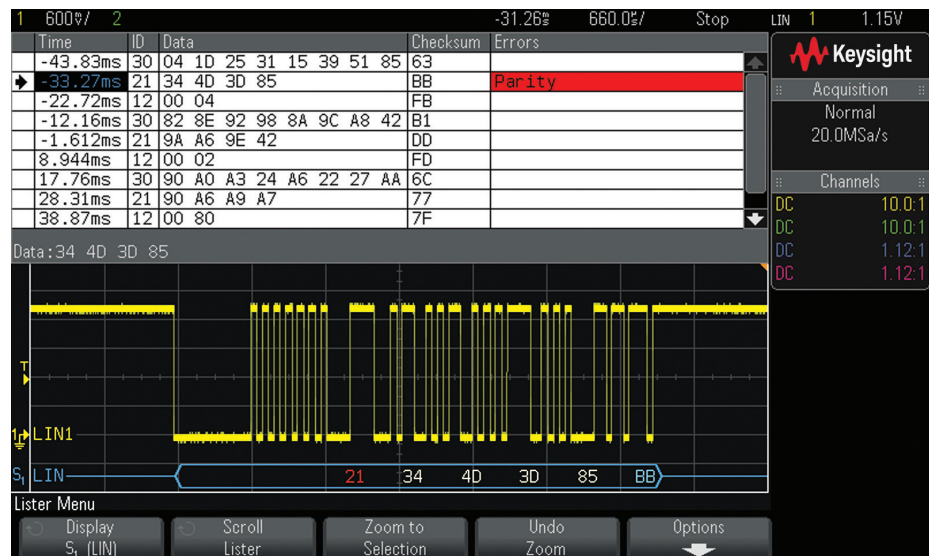 1 600㎷/ 2 -31.26㎳ 660.0㎲/ Stop LIN 1 1.15V
Time ID Data Checksum Errors
-43.83ms 30 04 1D 25 31 15 39 51 85 63
-33.27ms 21 34 4D 3D 85 BB Parity
-22.72ms 12 00 04 FB
-12.16ms 30 82 8E 92 98 8A 9C A8 42 B1
-1.612ms 21 9A A6 9E 42 DD
8.944ms 12 00 02 FD
17.76ms 30 90 A0 A3 24 A6 22 27 AA 6C
28.31ms 21 90 A6 A9 A7 77
38.87ms 12 00 80 7F
Data:34 4D 3D 85
Keysight
Acquisition
Normal
20.0MSa/s
Channels
DC 10.0:1
DC 10.0:1
DC 1.12:1
DC 1.12:1
T
1 LIN1
S₁ LIN 21 34 4D 3D 85 BB
Lister Menu
Display
S₁ (LIN)
Scroll
Lister
Zoom to
Selection
Undo
Zoom
Options